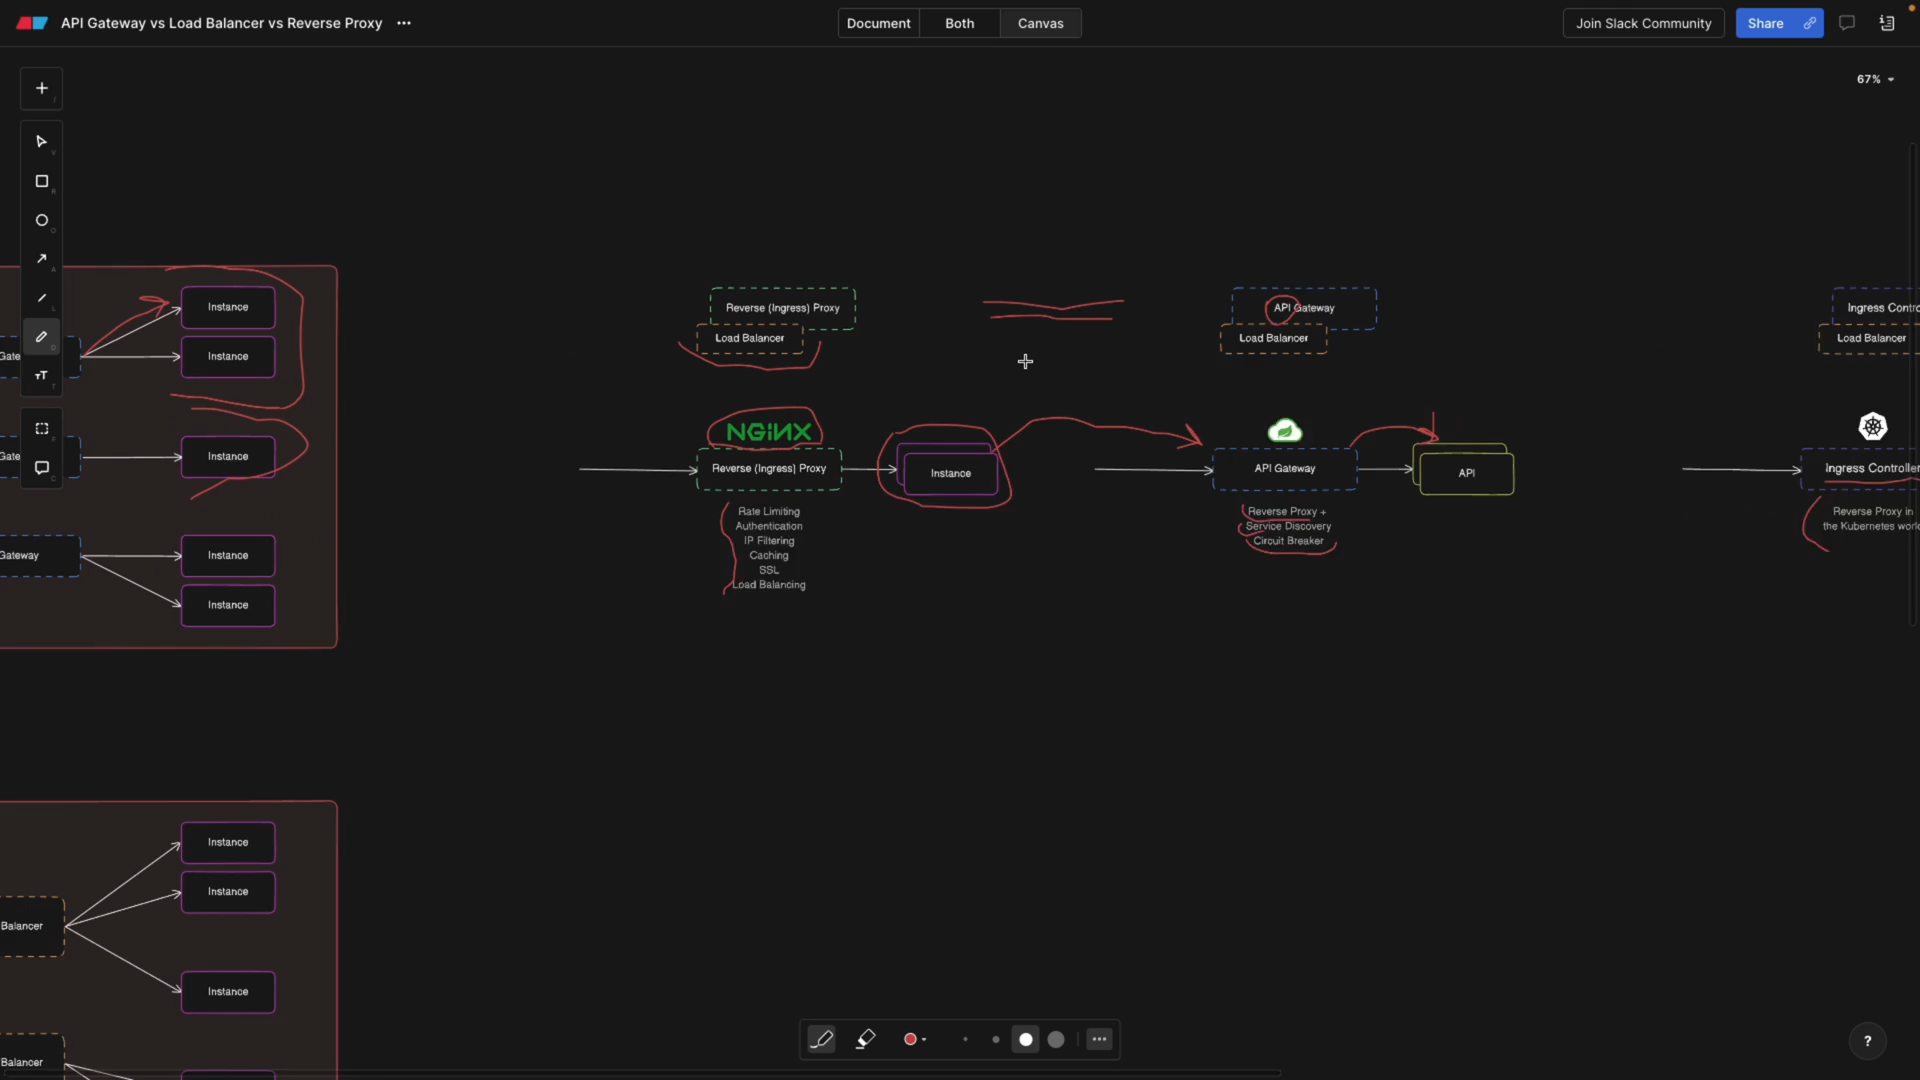 API Gateway vs Load Balancer vs Reverse Proxy
Document
Both
Canvas
Join Slack Community
Share
67%
Instance
Instance
Gate
Instance
Gate
Instance
Gateway
Instance
Instance
Reverse (Ingress) Proxy
Load Balancer
NGINX
Reverse (Ingress) Proxy
Instance
Rate Limiting
Authentication
IP Filtering
Caching
SSL
Load Balancing
API Gateway
Load Balancer
API Gateway
API
Reverse Proxy +
Service Discovery
Circuit Breaker
Ingress Contro
Load Balancer
Ingress Controller
Reverse Proxy in
the Kubernetes worl
Instance
Instance
Balancer
Instance
Balancer
?